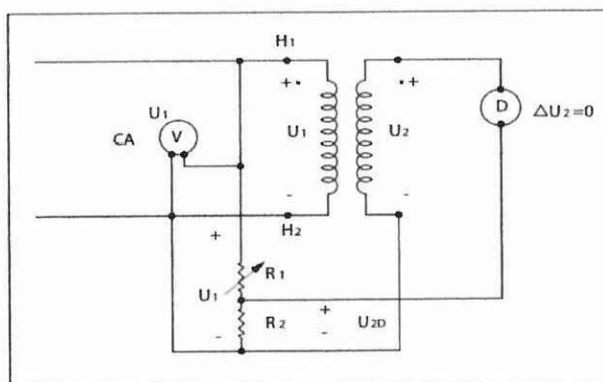 H1
+ •
• +
U1
V
CA
U1
U2
D
ΔU2=0
-
-
H2
+
R1
U1
+
R2
-
U2D
-